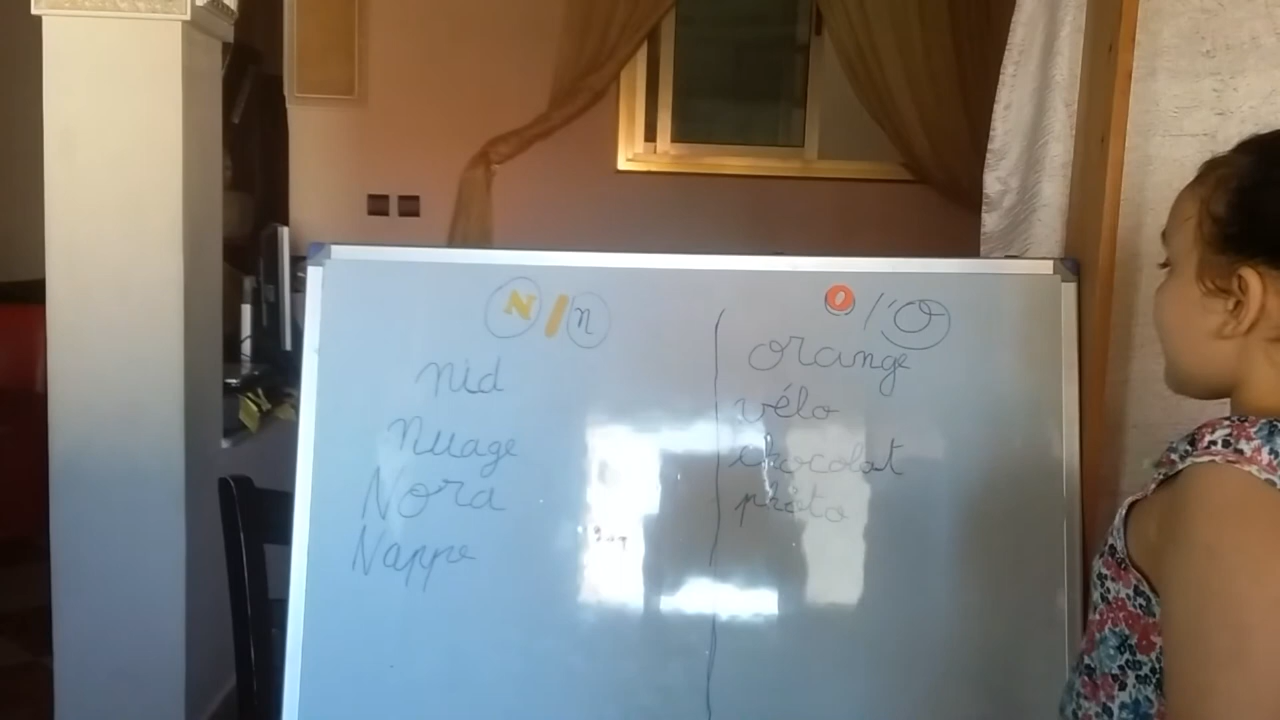 N / n
nid
nuage
Nora
Nappe
o / O
orange
vélo
chocolat
photo